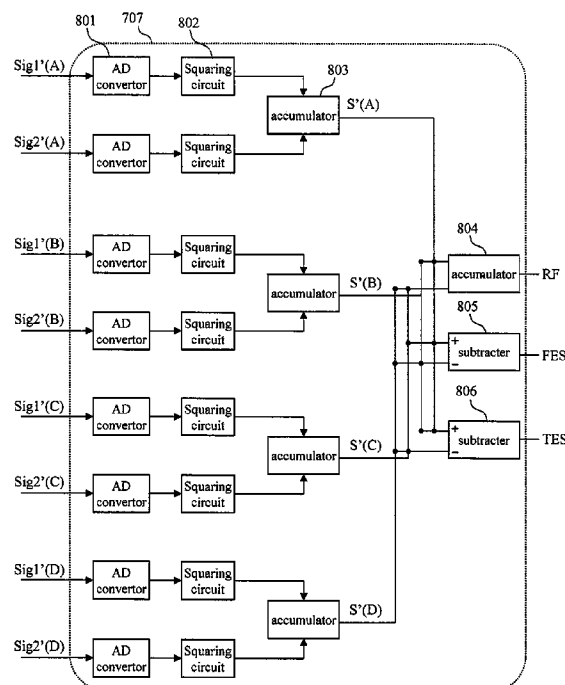 801
707
802
Sig1'(A)
AD
convertor
Squaring
circuit
803
accumulator
S'(A)
Sig2'(A)
AD
convertor
Squaring
circuit
Sig1'(B)
AD
convertor
Squaring
circuit
accumulator
S'(B)
Sig2'(B)
AD
convertor
Squaring
circuit
804
accumulator
RF
805
+
subtracter
−
FES
806
+
subtracter
−
TES
Sig1'(C)
AD
convertor
Squaring
circuit
accumulator
S'(C)
Sig2'(C)
AD
convertor
Squaring
circuit
Sig1'(D)
AD
convertor
Squaring
circuit
accumulator
S'(D)
Sig2'(D)
AD
convertor
Squaring
circuit